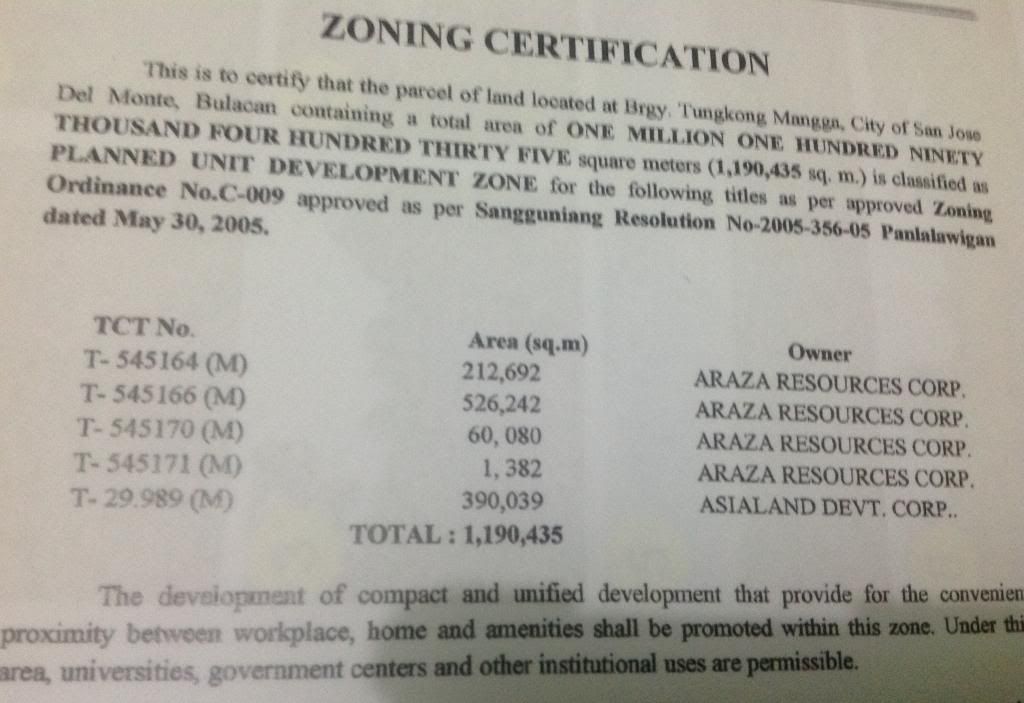 ZONING CERTIFICATION
This is to certify that the parcel of land located at Brgy. Tungkong Mangga, City of San Jose
Del Monte, Bulacan containing a total area of ONE MILLION ONE HUNDRED NINETY
THOUSAND FOUR HUNDRED THIRTY FIVE square meters (1,190,435 sq. m.) is classified as
PLANNED UNIT DEVELOPMENT ZONE for the following titles as per approved Zoning
Ordinance No.C-009 approved as per Sangguniang Resolution No-2005-356-05 Panlalawigan
dated May 30, 2005.
TCT No. Area (sq.m) Owner
T- 545164 (M) 212,692 ARAZA RESOURCES CORP.
T- 545166 (M) 526,242 ARAZA RESOURCES CORP.
T- 545170 (M) 60, 080 ARAZA RESOURCES CORP.
T- 545171 (M) 1, 382 ARAZA RESOURCES CORP.
T- 29.989 (M) 390,039 ASIALAND DEVT. CORP..
TOTAL : 1,190,435
The development of compact and unified development that provide for the convenien
proximity between workplace, home and amenities shall be promoted within this zone. Under thi
area, universities, government centers and other institutional uses are permissible.